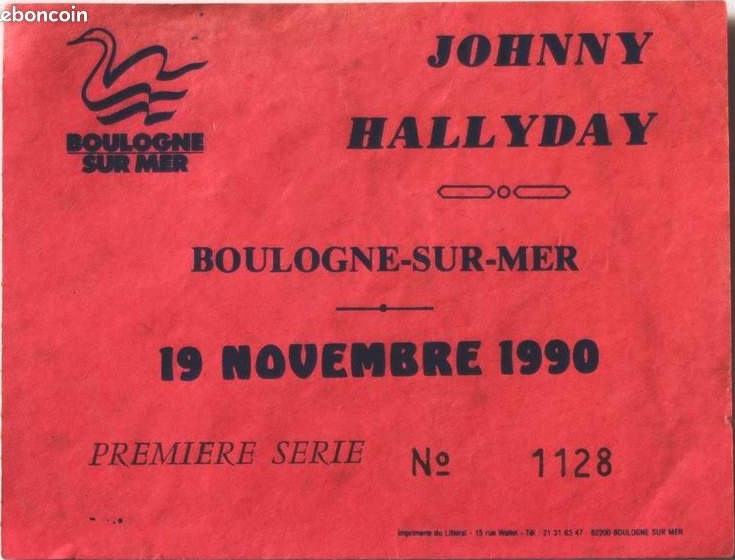 leboncoin
JOHNNY
HALLYDAY
BOULOGNE
SUR MER
BOULOGNE-SUR-MER
19 NOVEMBRE 1990
PREMIERE SERIE No 1128
Imprimerie du Littoral - 15 rue Wallet - Tél : 21 31 63 47 62200 BOULOGNE SUR MER